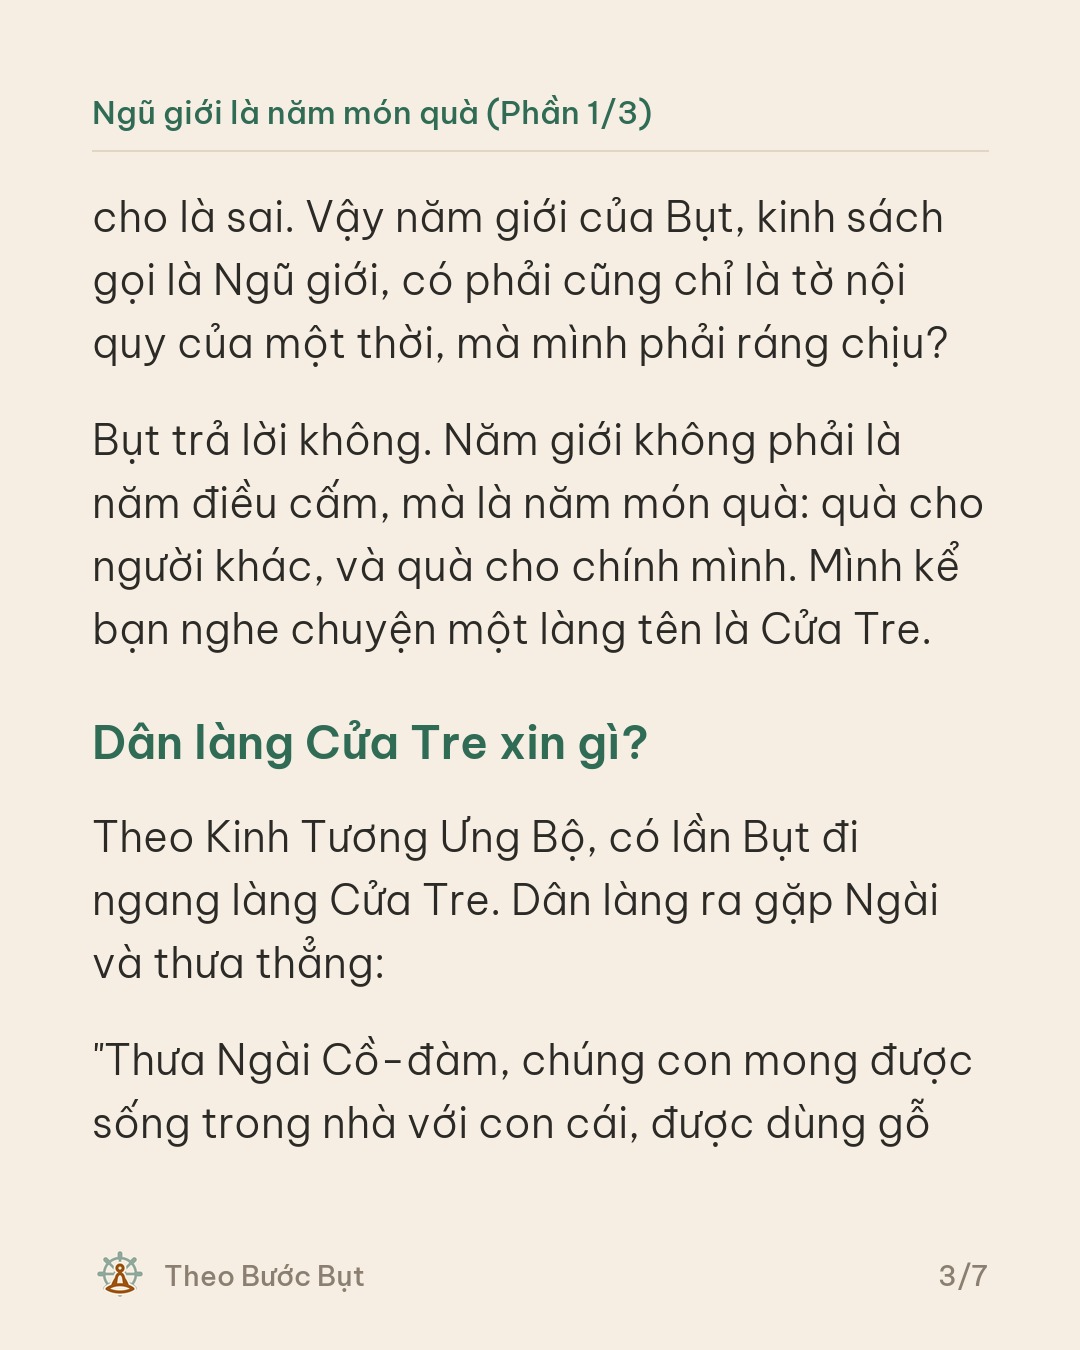 Ngũ giới là năm món quà (Phần 1/3)
cho là sai. Vậy năm giới của Bụt, kinh sách
gọi là Ngũ giới, có phải cũng chỉ là tờ nội
quy của một thời, mà mình phải ráng chịu?
Bụt trả lời không. Năm giới không phải là
năm điều cấm, mà là năm món quà: quà cho
người khác, và quà cho chính mình. Mình kể
bạn nghe chuyện một làng tên là Cửa Tre.
Dân làng Cửa Tre xin gì?
Theo Kinh Tương Ưng Bộ, có lần Bụt đi
ngang làng Cửa Tre. Dân làng ra gặp Ngài
và thưa thẳng:
"Thưa Ngài Cồ-đàm, chúng con mong được
sống trong nhà với con cái, được dùng gỗ
Theo Bước Bụt
3/7